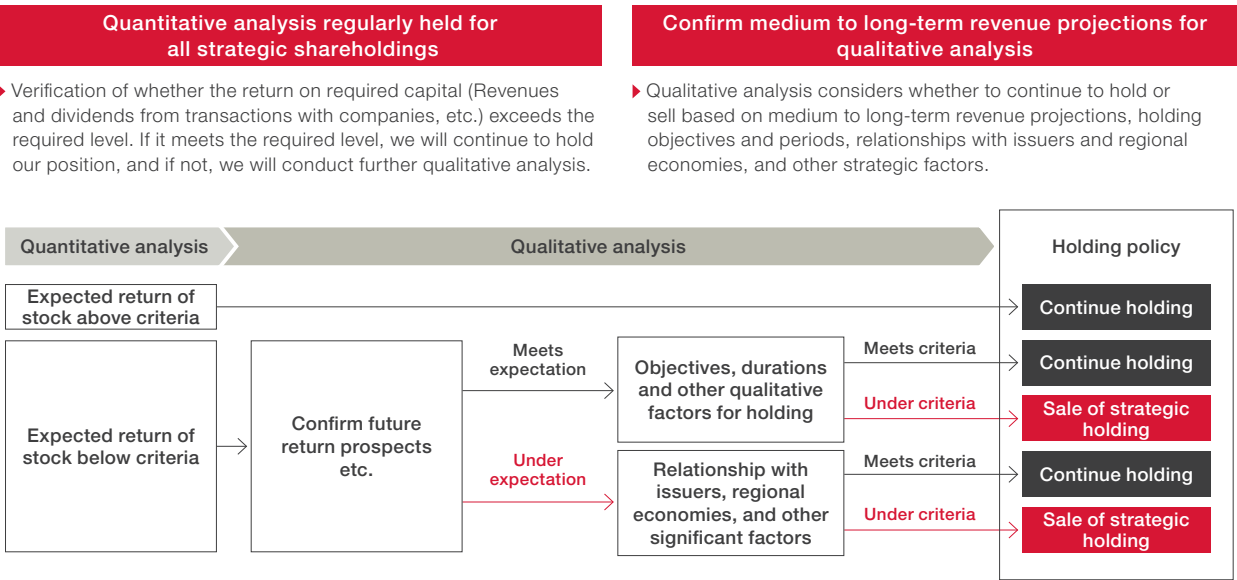 Quantitative analysis regularly held for
all strategic shareholdings
Verification of whether the return on required capital (Revenues
and dividends from transactions with companies, etc.) exceeds the
required level. If it meets the required level, we will continue to hold
our position, and if not, we will conduct further qualitative analysis.
Confirm medium to long-term revenue projections for
qualitative analysis
Qualitative analysis considers whether to continue to hold or
sell based on medium to long-term revenue projections, holding
objectives and periods, relationships with issuers and regional
economies, and other strategic factors.
Quantitative analysis
Qualitative analysis
Holding policy
Expected return of
stock above criteria
Continue holding
Expected return of
stock below criteria
Confirm future
return prospects
etc.
Meets
expectation
Objectives, durations
and other qualitative
factors for holding
Meets criteria
Continue holding
Under criteria
Sale of strategic
holding
Under
expectation
Relationship with
issuers, regional
economies, and other
significant factors
Meets criteria
Continue holding
Under criteria
Sale of strategic
holding